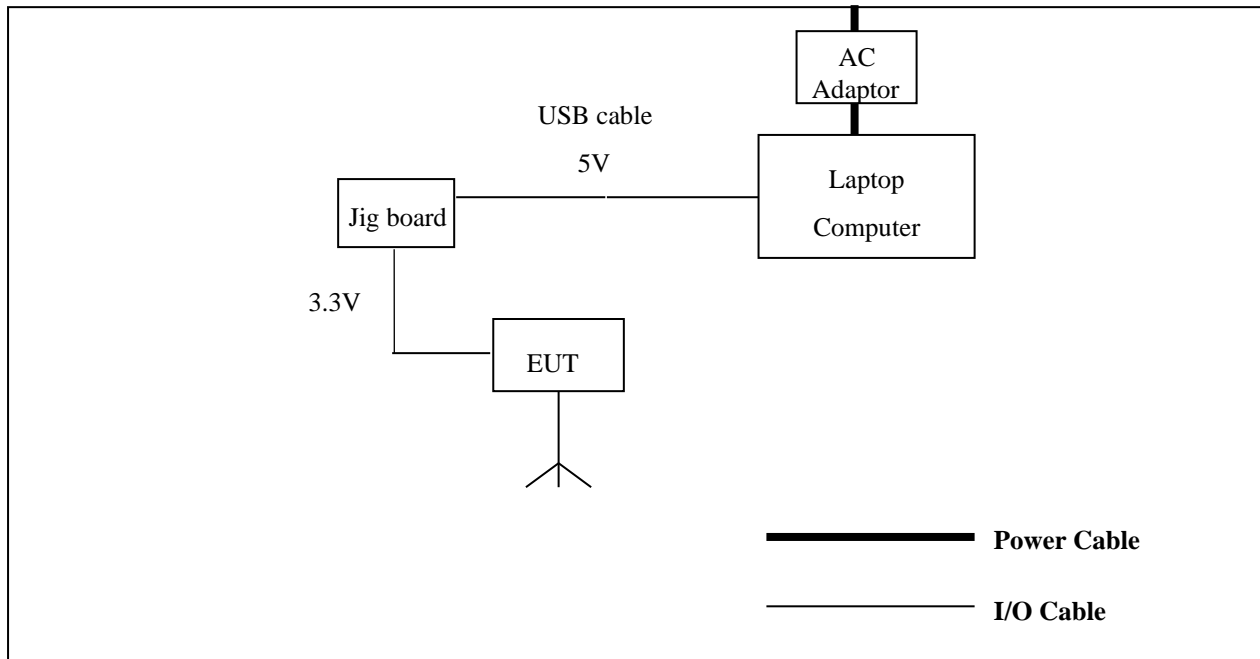 AC
Adaptor
USB cable
5V
Laptop
Computer
Jig board
3.3V
EUT
Power Cable
I/O Cable